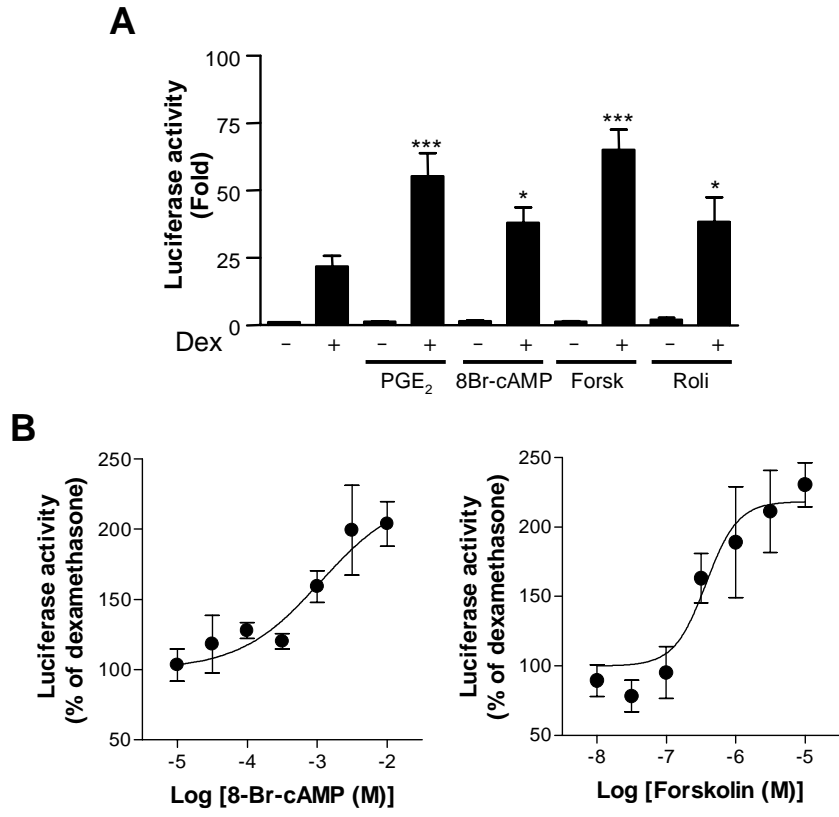 A
Luciferase activity
(Fold)
100
75
50
25
0
***
*
***
*
Dex - + - + - + - + - +
PGE₂ 8Br-cAMP Forsk Roli
B
Luciferase activity
(% of dexamethasone)
250
200
150
100
50
-5 -4 -3 -2
Log [8-Br-cAMP (M)]
Luciferase activity
(% of dexamethasone)
250
200
150
100
50
-8 -7 -6 -5
Log [Forskolin (M)]